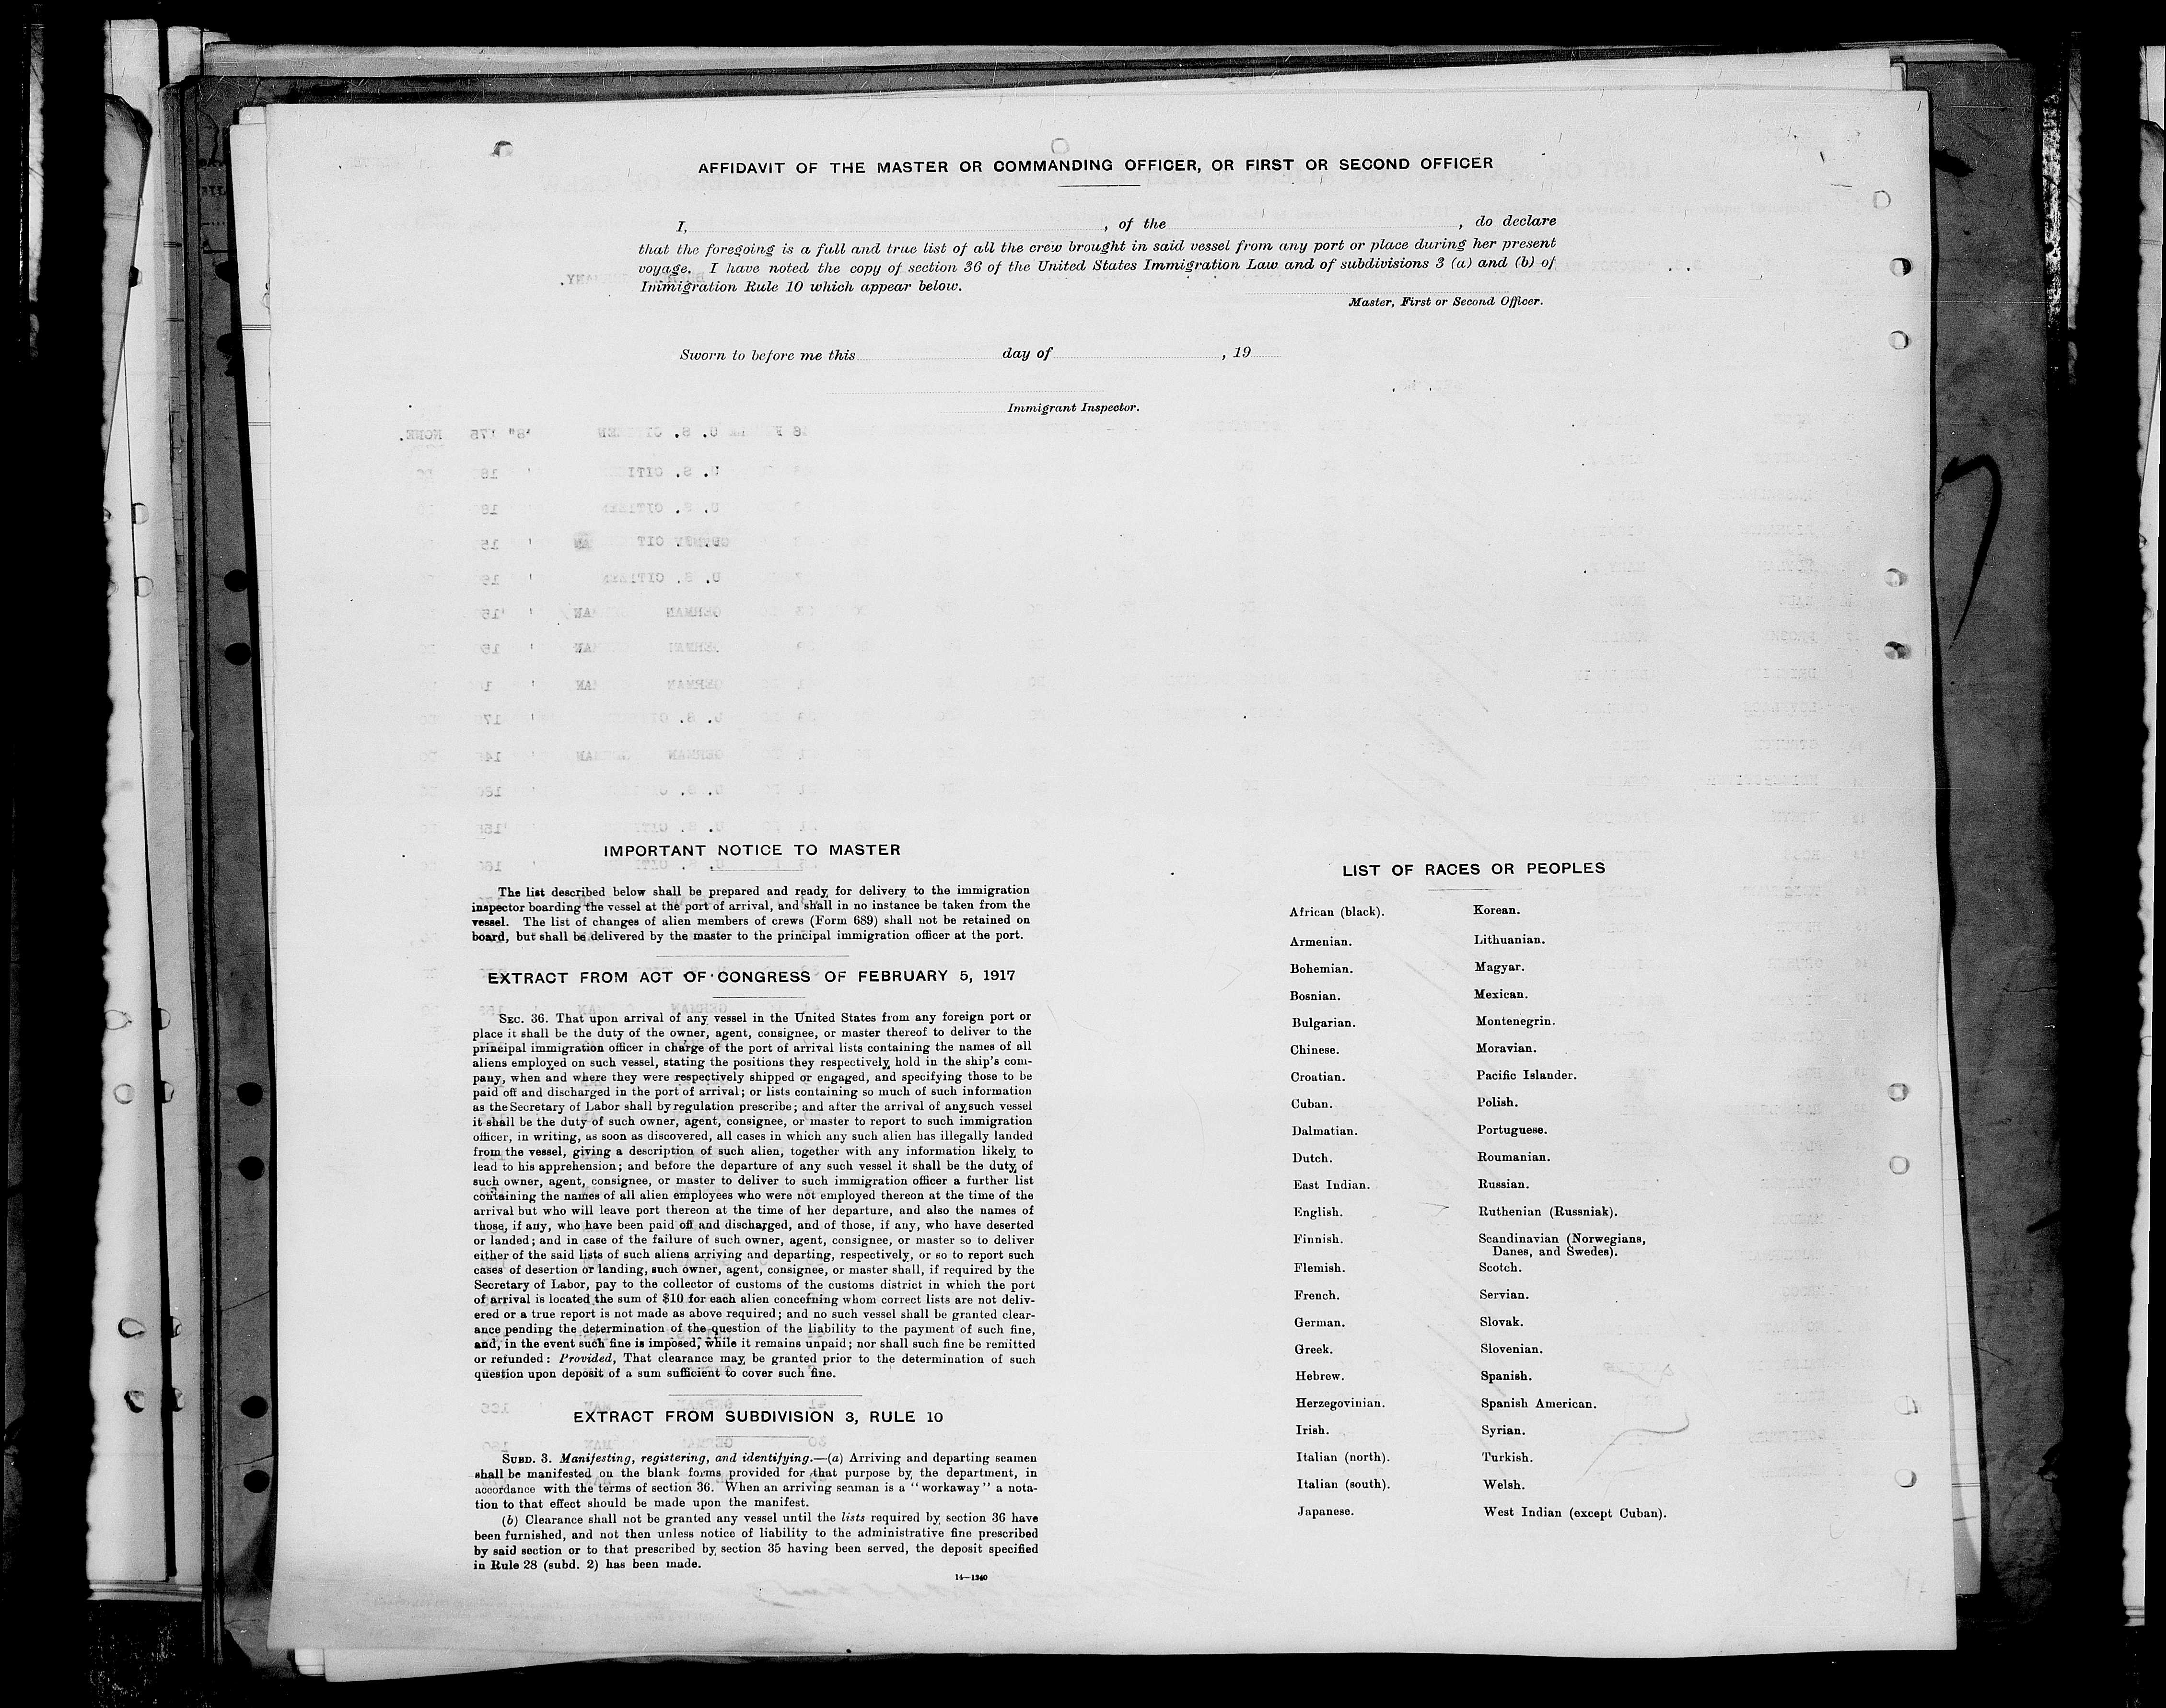 AFFIDAVIT OF THE MASTER OR COMMANDING OFFICER, OR FIRST OR SECOND OFFICER
I, , of the , do declare
that the foregoing is a full and true list of all the crew brought in said vessel from any port or place during her present
voyage. I have noted the copy of section 36 of the United States Immigration Law and of subdivisions 3 (a) and (b) of
Immigration Rule 10 which appear below.
Master, First or Second Officer.
Sworn to before me this day of , 19
Immigrant Inspector.
IMPORTANT NOTICE TO MASTER
The list described below shall be prepared and ready for delivery to the immigration
inspector boarding the vessel at the port of arrival, and shall in no instance be taken from the
vessel. The list of changes of alien members of crews (Form 689) shall not be retained on
board, but shall be delivered by the master to the principal immigration officer at the port.
EXTRACT FROM ACT OF CONGRESS OF FEBRUARY 5, 1917
SEC. 36. That upon arrival of any vessel in the United States from any foreign port or
place it shall be the duty of the owner, agent, consignee, or master thereof to deliver to the
principal immigration officer in charge of the port of arrival lists containing the names of all
aliens employed on such vessel, stating the positions they respectively hold in the ship's com-
pany, when and where they were respectively shipped or engaged, and specifying those to be
paid off and discharged in the port of arrival; or lists containing so much of such information
as the Secretary of Labor shall by regulation prescribe; and after the arrival of any such vessel
it shall be the duty of such owner, agent, consignee, or master to report to such immigration
officer, in writing, as soon as discovered, all cases in which any such alien has illegally landed
from the vessel, giving a description of such alien, together with any information likely to
lead to his apprehension; and before the departure of any such vessel it shall be the duty of
such owner, agent, consignee, or master to deliver to such immigration officer a further list
containing the names of all alien employees who were not employed thereon at the time of the
arrival but who will leave port thereon at the time of her departure, and also the names of
those, if any, who have been paid off and discharged, and of those, if any, who have deserted
or landed; and in case of the failure of such owner, agent, consignee, or master so to deliver
either of the said lists of such aliens arriving and departing, respectively, or so to report such
cases of desertion or landing, such owner, agent, consignee, or master shall, if required by the
Secretary of Labor, pay to the collector of customs of the customs district in which the port
of arrival is located the sum of $10 for each alien concerning whom correct lists are not deliv-
ered or a true report is not made as above required; and no such vessel shall be granted clear-
ance pending the determination of the question of the liability to the payment of such fine,
and, in the event such fine is imposed, while it remains unpaid; nor shall such fine be remitted
or refunded: Provided, That clearance may be granted prior to the determination of such
question upon deposit of a sum sufficient to cover such fine.
EXTRACT FROM SUBDIVISION 3, RULE 10
SUBD. 3. Manifesting, registering, and identifying.—(a) Arriving and departing seamen
shall be manifested on the blank forms provided for that purpose by the department, in
accordance with the terms of section 36. When an arriving seaman is a "workaway" a nota-
tion to that effect should be made upon the manifest.
(b) Clearance shall not be granted any vessel until the lists required by section 36 have
been furnished, and not then unless notice of liability to the administrative fine prescribed
by said section or to that prescribed by section 35 having been served, the deposit specified
in Rule 28 (subd. 2) has been made.
14—1240
LIST OF RACES OR PEOPLES
African (black).
Armenian.
Bohemian.
Bosnian.
Bulgarian.
Chinese.
Croatian.
Cuban.
Dalmatian.
Dutch.
East Indian.
English.
Finnish.
Flemish.
French.
German.
Greek.
Hebrew.
Herzegovinian.
Irish.
Italian (north).
Italian (south).
Japanese.
Korean.
Lithuanian.
Magyar.
Mexican.
Montenegrin.
Moravian.
Pacific Islander.
Polish.
Portuguese.
Roumanian.
Russian.
Ruthenian (Russniak).
Scandinavian (Norwegians,
Danes, and Swedes).
Scotch.
Servian.
Slovak.
Slovenian.
Spanish.
Spanish American.
Syrian.
Turkish.
Welsh.
West Indian (except Cuban).